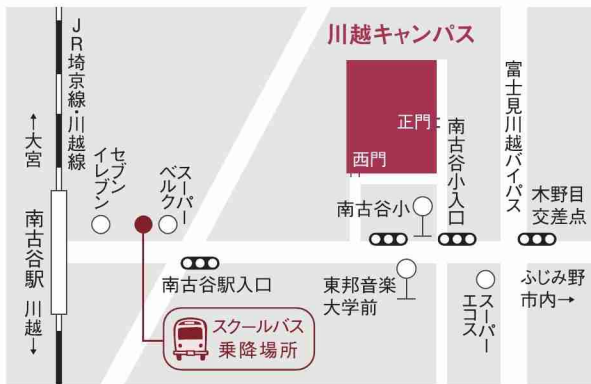 川越キャンパス
JR埼京線・川越線
←大宮
南古谷駅
川越→
セブン
イレブン
スーパー
ベルク
正門
西門
南古谷小入口
富士見川越バイパス
木野目
交差点
南古谷小
南古谷駅入口
東邦音楽
大学前
スーパー
エコス
ふじみ野
市内→
スクールバス
乗降場所